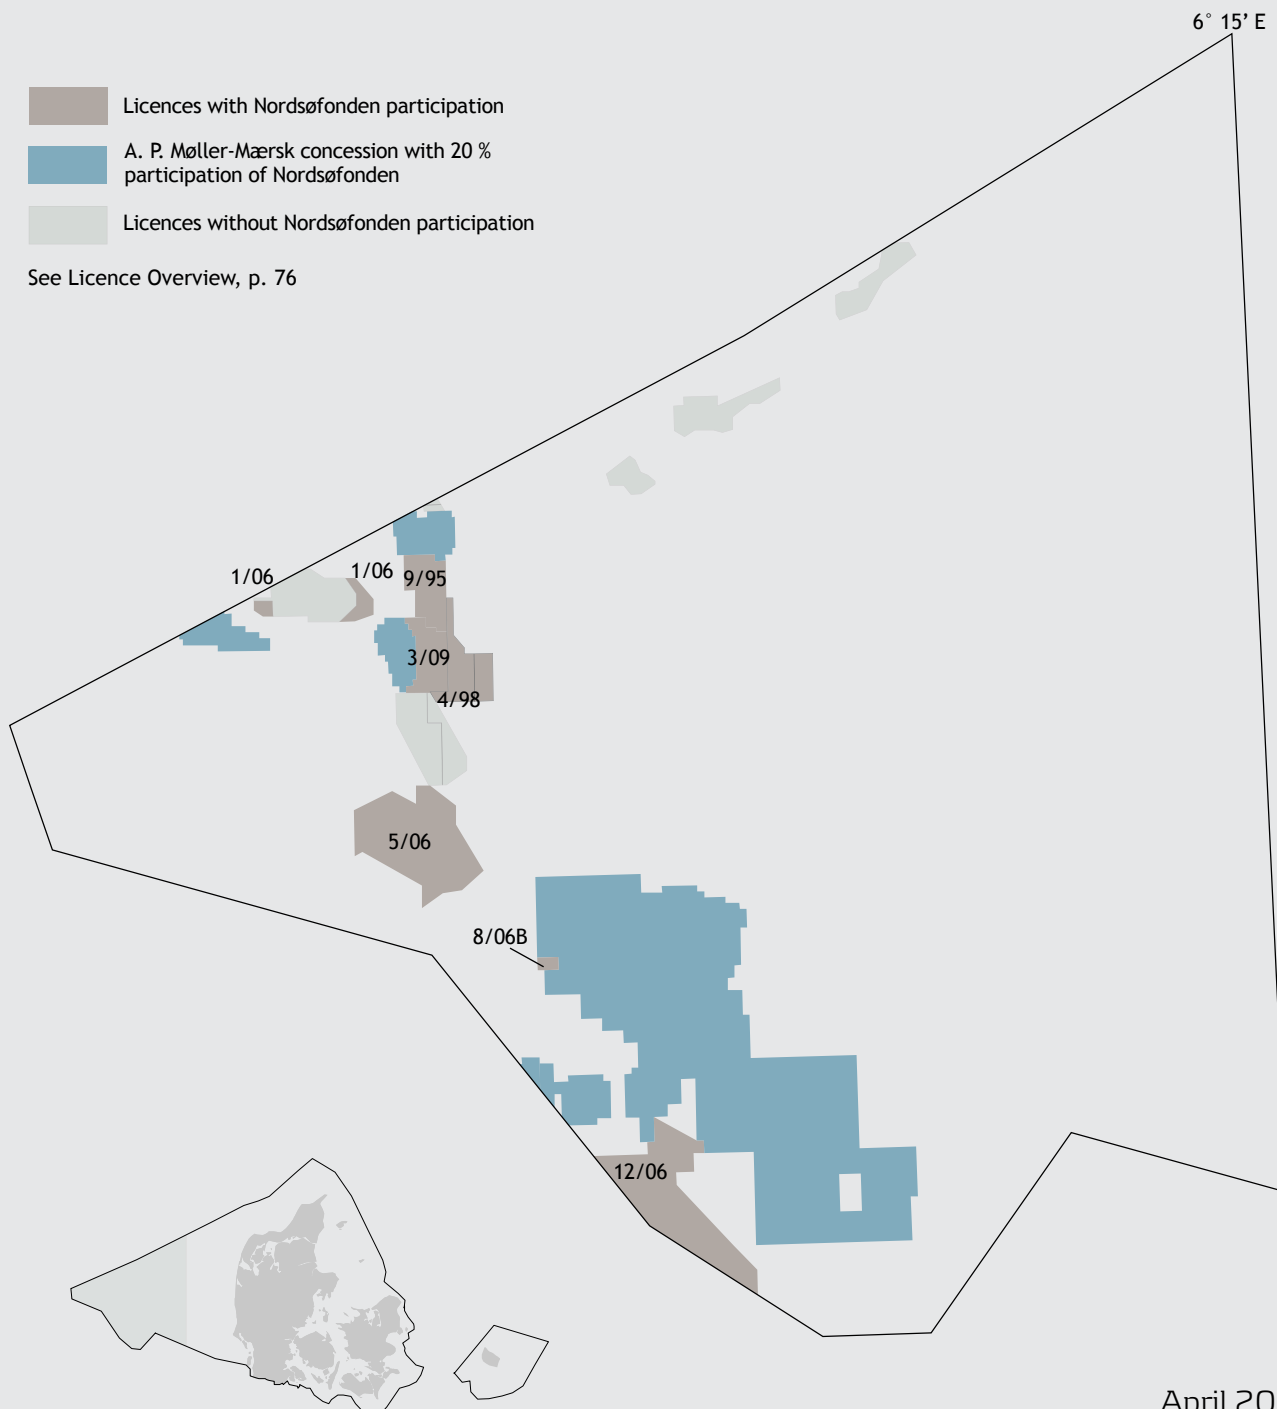 6° 15’ E
Licences with Nordsøfonden participation
A. P. Møller-Mærsk concession with 20 %
participation of Nordsøfonden
Licences without Nordsøfonden participation
See Licence Overview, p. 76
1/06
1/06
9/95
3/09
4/98
5/06
8/06B
12/06
April 20